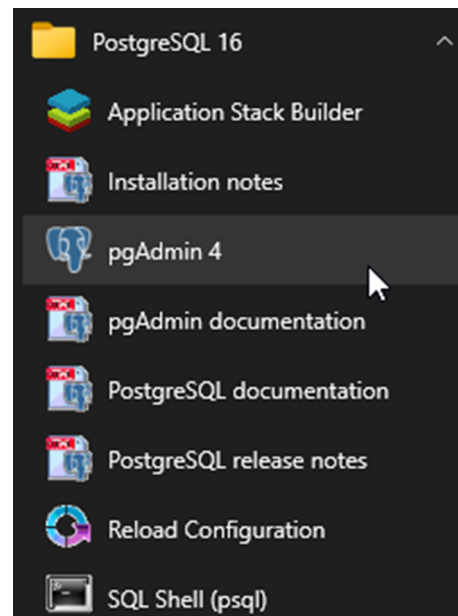 PostgreSQL 16
Application Stack Builder
Installation notes
pgAdmin 4
pgAdmin documentation
PostgreSQL documentation
PostgreSQL release notes
Reload Configuration
SQL Shell (psql)